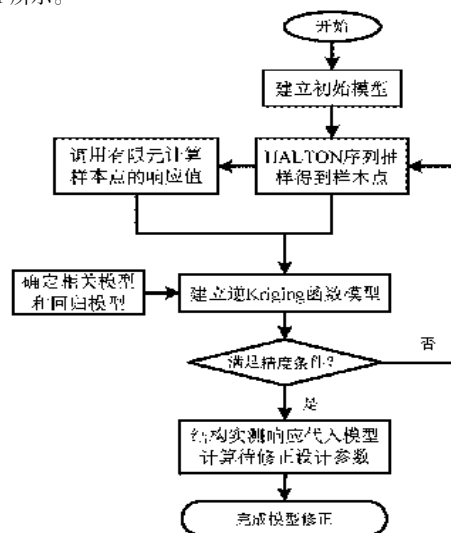 所示。
开始
建立初始模型
调用有限元计算
样本点的响应值
HALTON序列抽
样得到样本点
确定相关模型
和回归模型
建立逆Kriging函数模型
满足精度条件?
否
是
结构实测响应代入模型
计算待修正设计参数
完成模型修正